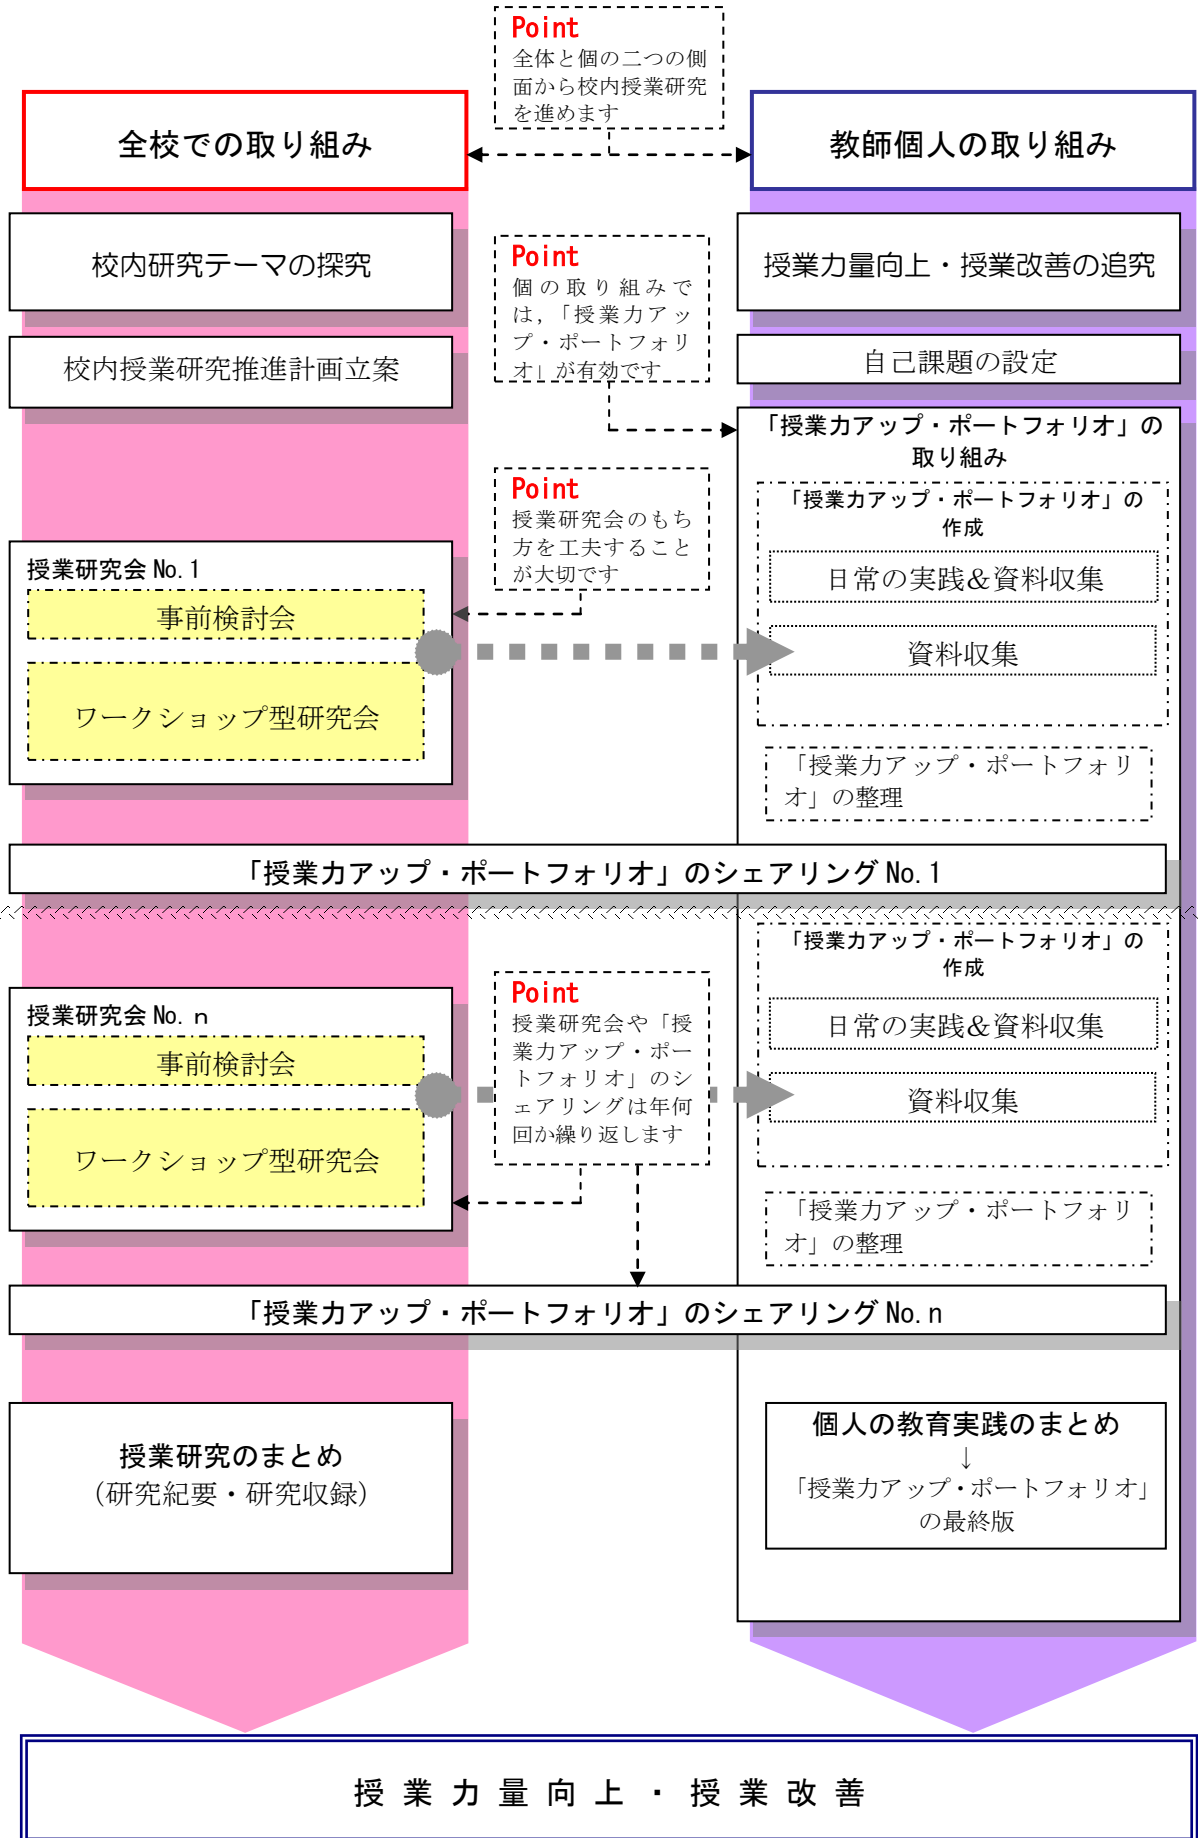 Point
全体と個の二つの側
面から校内授業研究
を進めます
全校での取り組み
教師個人の取り組み
校内研究テーマの探究
授業力量向上・授業改善の追究
Point
個の取り組みで
は,「授業力アッ
プ・ポートフォリ
オ」が有効です
校内授業研究推進計画立案
自己課題の設定
「授業力アップ・ポートフォリオ」の
取り組み
Point
授業研究会のもち
方を工夫すること
が大切です
「授業力アップ・ポートフォリオ」の
作成
日常の実践&資料収集
資料収集
授業研究会 No.1
事前検討会
ワークショップ型研究会
「授業力アップ・ポートフォリ
オ」の整理
「授業力アップ・ポートフォリオ」のシェアリング No.1
「授業力アップ・ポートフォリオ」の
作成
日常の実践&資料収集
資料収集
授業研究会 No.ｎ
事前検討会
ワークショップ型研究会
Point
授業研究会や「授
業力アップ・ポー
トフォリオ」のシ
ェアリングは年何
回か繰り返します
「授業力アップ・ポートフォリ
オ」の整理
「授業力アップ・ポートフォリオ」のシェアリング No.n
授業研究のまとめ
（研究紀要・研究収録）
個人の教育実践のまとめ
↓
「授業力アップ・ポートフォリオ」
の最終版
授業力量向上・授業改善